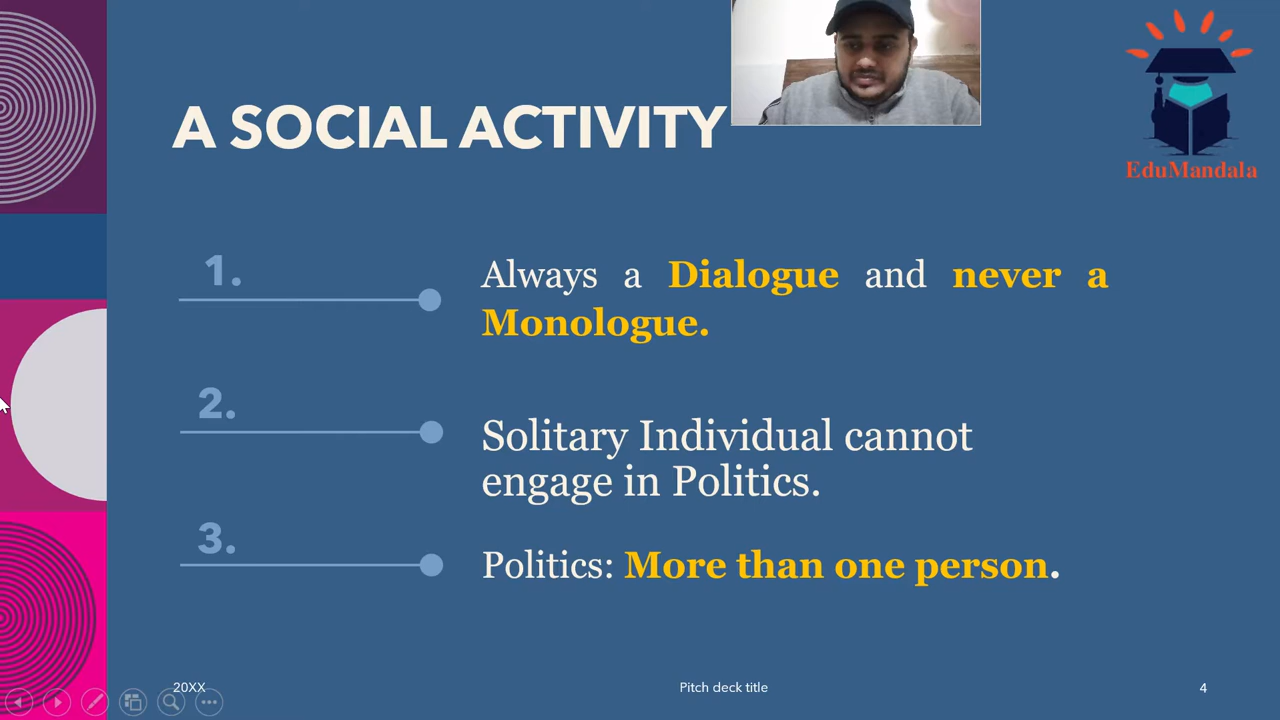 A SOCIAL ACTIVITY
EduMandala
1.
Always a Dialogue and never a
Monologue.
2.
Solitary Individual cannot
engage in Politics.
3.
Politics: More than one person.
20XX
Pitch deck title
4